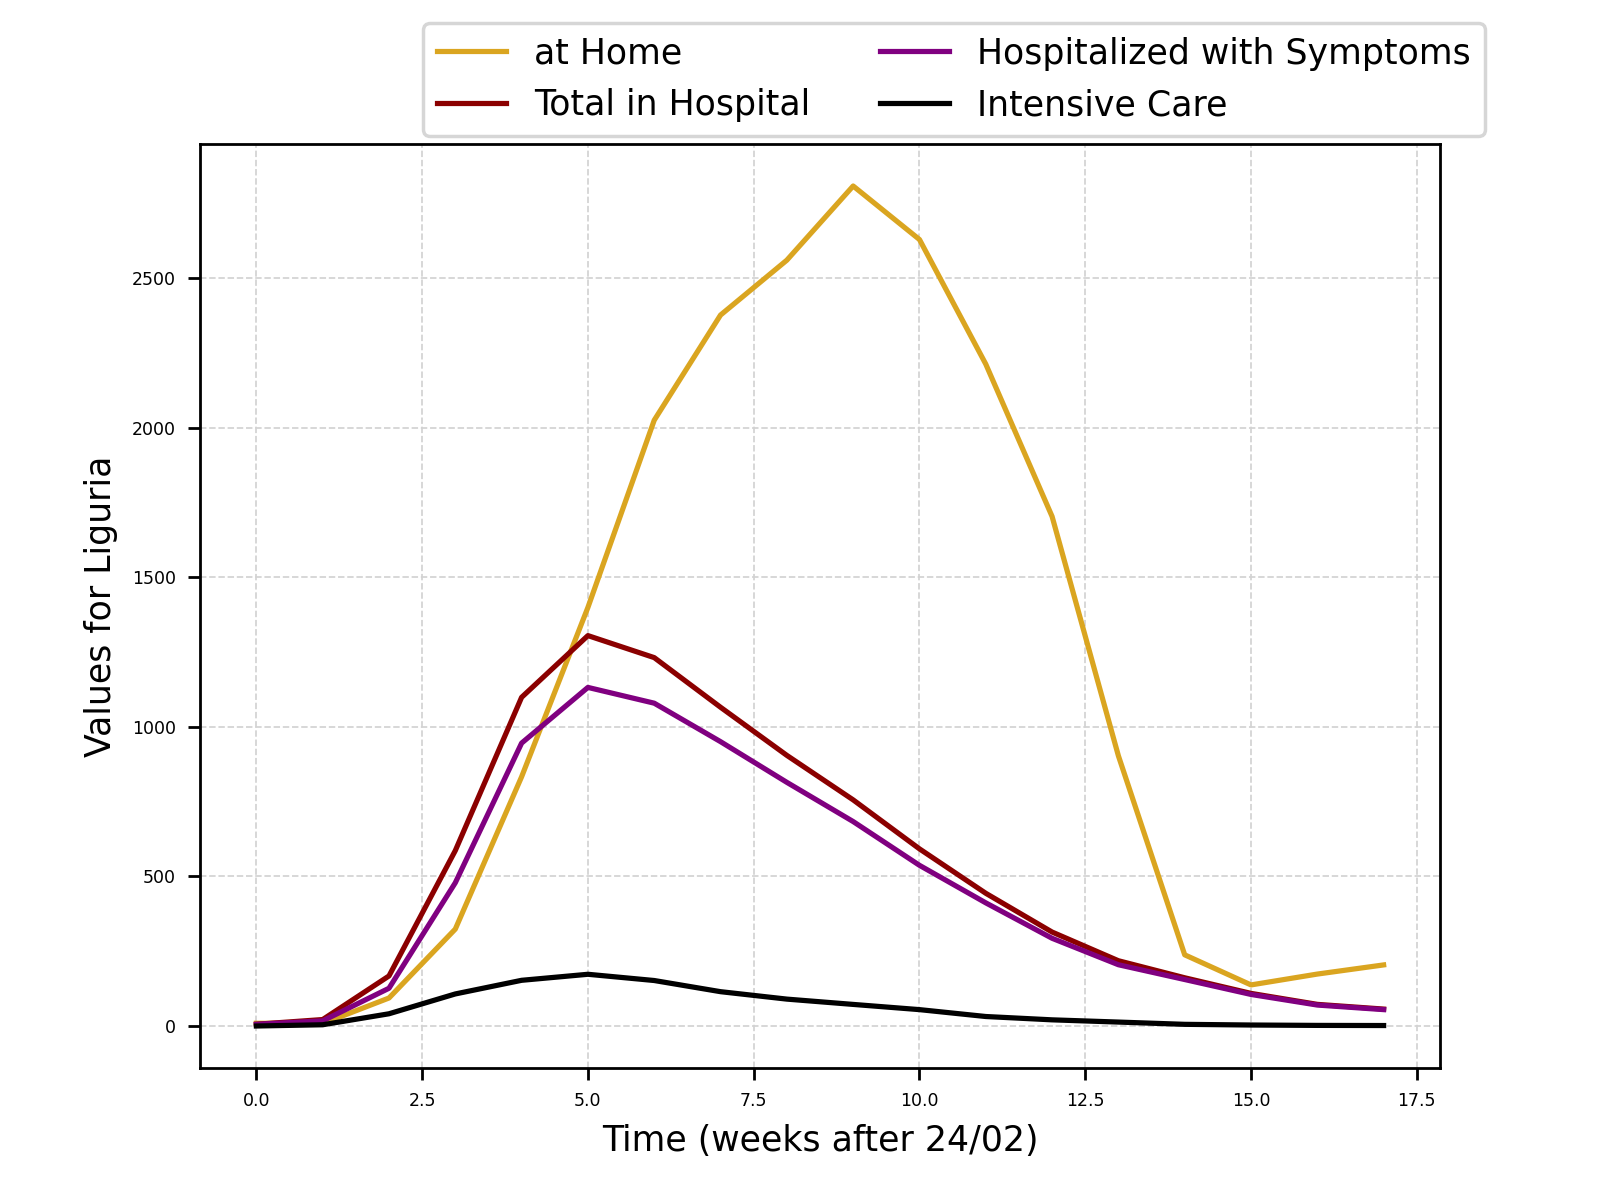 at Home
Total in Hospital
Hospitalized with Symptoms
Intensive Care
Values for Liguria
2500
2000
1500
1000
500
0
0.0 2.5 5.0 7.5 10.0 12.5 15.0 17.5
Time (weeks after 24/02)